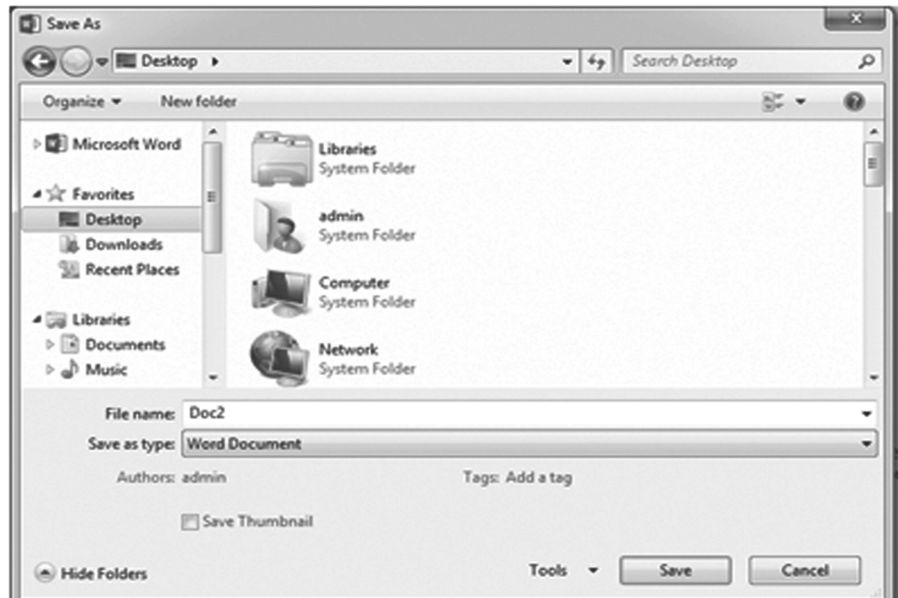 Save As
Desktop
Search Desktop
Organize
New folder
Microsoft Word
Favorites
Desktop
Downloads
Recent Places
Libraries
Documents
Music
Libraries
System Folder
admin
System Folder
Computer
System Folder
Network
System Folder
File name: Doc2
Save as type: Word Document
Authors: admin
Tags: Add a tag
Save Thumbnail
Hide Folders
Tools
Save
Cancel